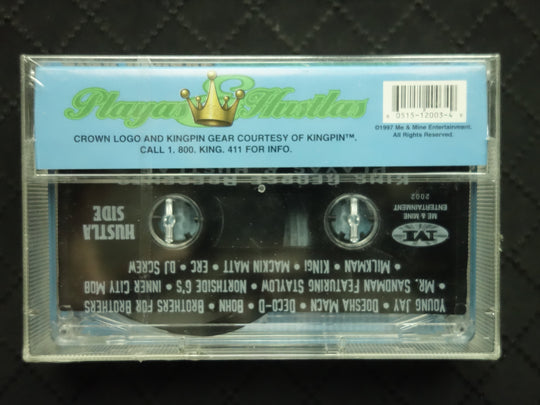 Playas & Hustlas
CROWN LOGO AND KINGPIN GEAR COURTESY OF KINGPIN™.
CALL 1. 800. KING. 411 FOR INFO.
0515-12003-4
©1997 Me & Mine Entertainment.
All Rights Reserved.
HUSTLA
SIDE
ME & MINE
ENTERTAINMENT
2002
YOUNG JAY • DOESHA MACN • DECO-D • BONN • BROTHERS FOR BROTHERS
• MR. SANDMAN FEATURING STAYLOW • NORTHSIDE G'S • INNER CITY MOB
• MILKMAN • KINGI • MACKIN MATT • ERC • DJ SCREW